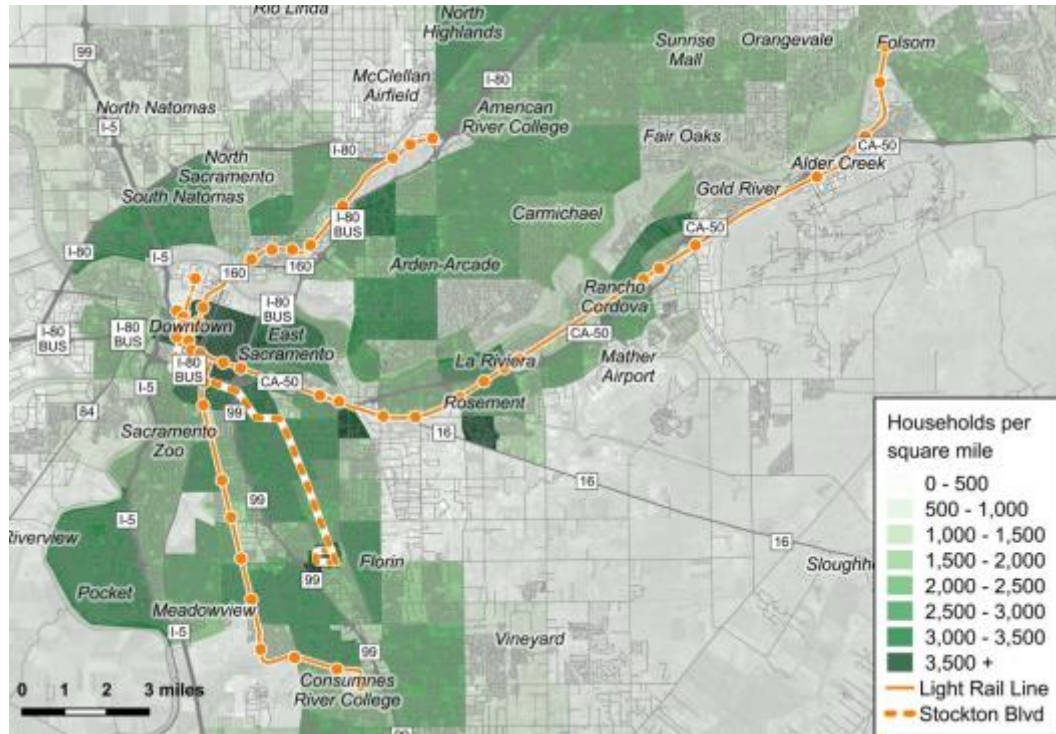 Rio Linda
North
Highlands
Sunrise
Mall
Orangevale
Folsom
99
McClellan
Airfield
I-80
North Natomas
I-5
American
River College
Fair Oaks
I-80
CA-50
North
Sacramento
South Natomas
Alder Creek
Gold River
Carmichael
I-80
BUS
CA-50
I-80
I-5
160
160
Arden-Arcade
Rancho
Cordova
I-80
BUS
I-80
BUS
I-80
BUS
Downtown
East
Sacramento
CA-50
La Riviera
Mather
Airport
I-80
BUS
I-5
CA-50
84
99
Rosement
16
Sacramento
Zoo
16
99
Riverview
I-5
16
99
Florin
Sloughh
Pocket
Meadowview
I-5
99
Vineyard
Consumnes
River College
99
0 1 2 3 miles
Households per
square mile
0 - 500
500 - 1,000
1,000 - 1,500
1,500 - 2,000
2,000 - 2,500
2,500 - 3,000
3,000 - 3,500
3,500 +
Light Rail Line
Stockton Blvd